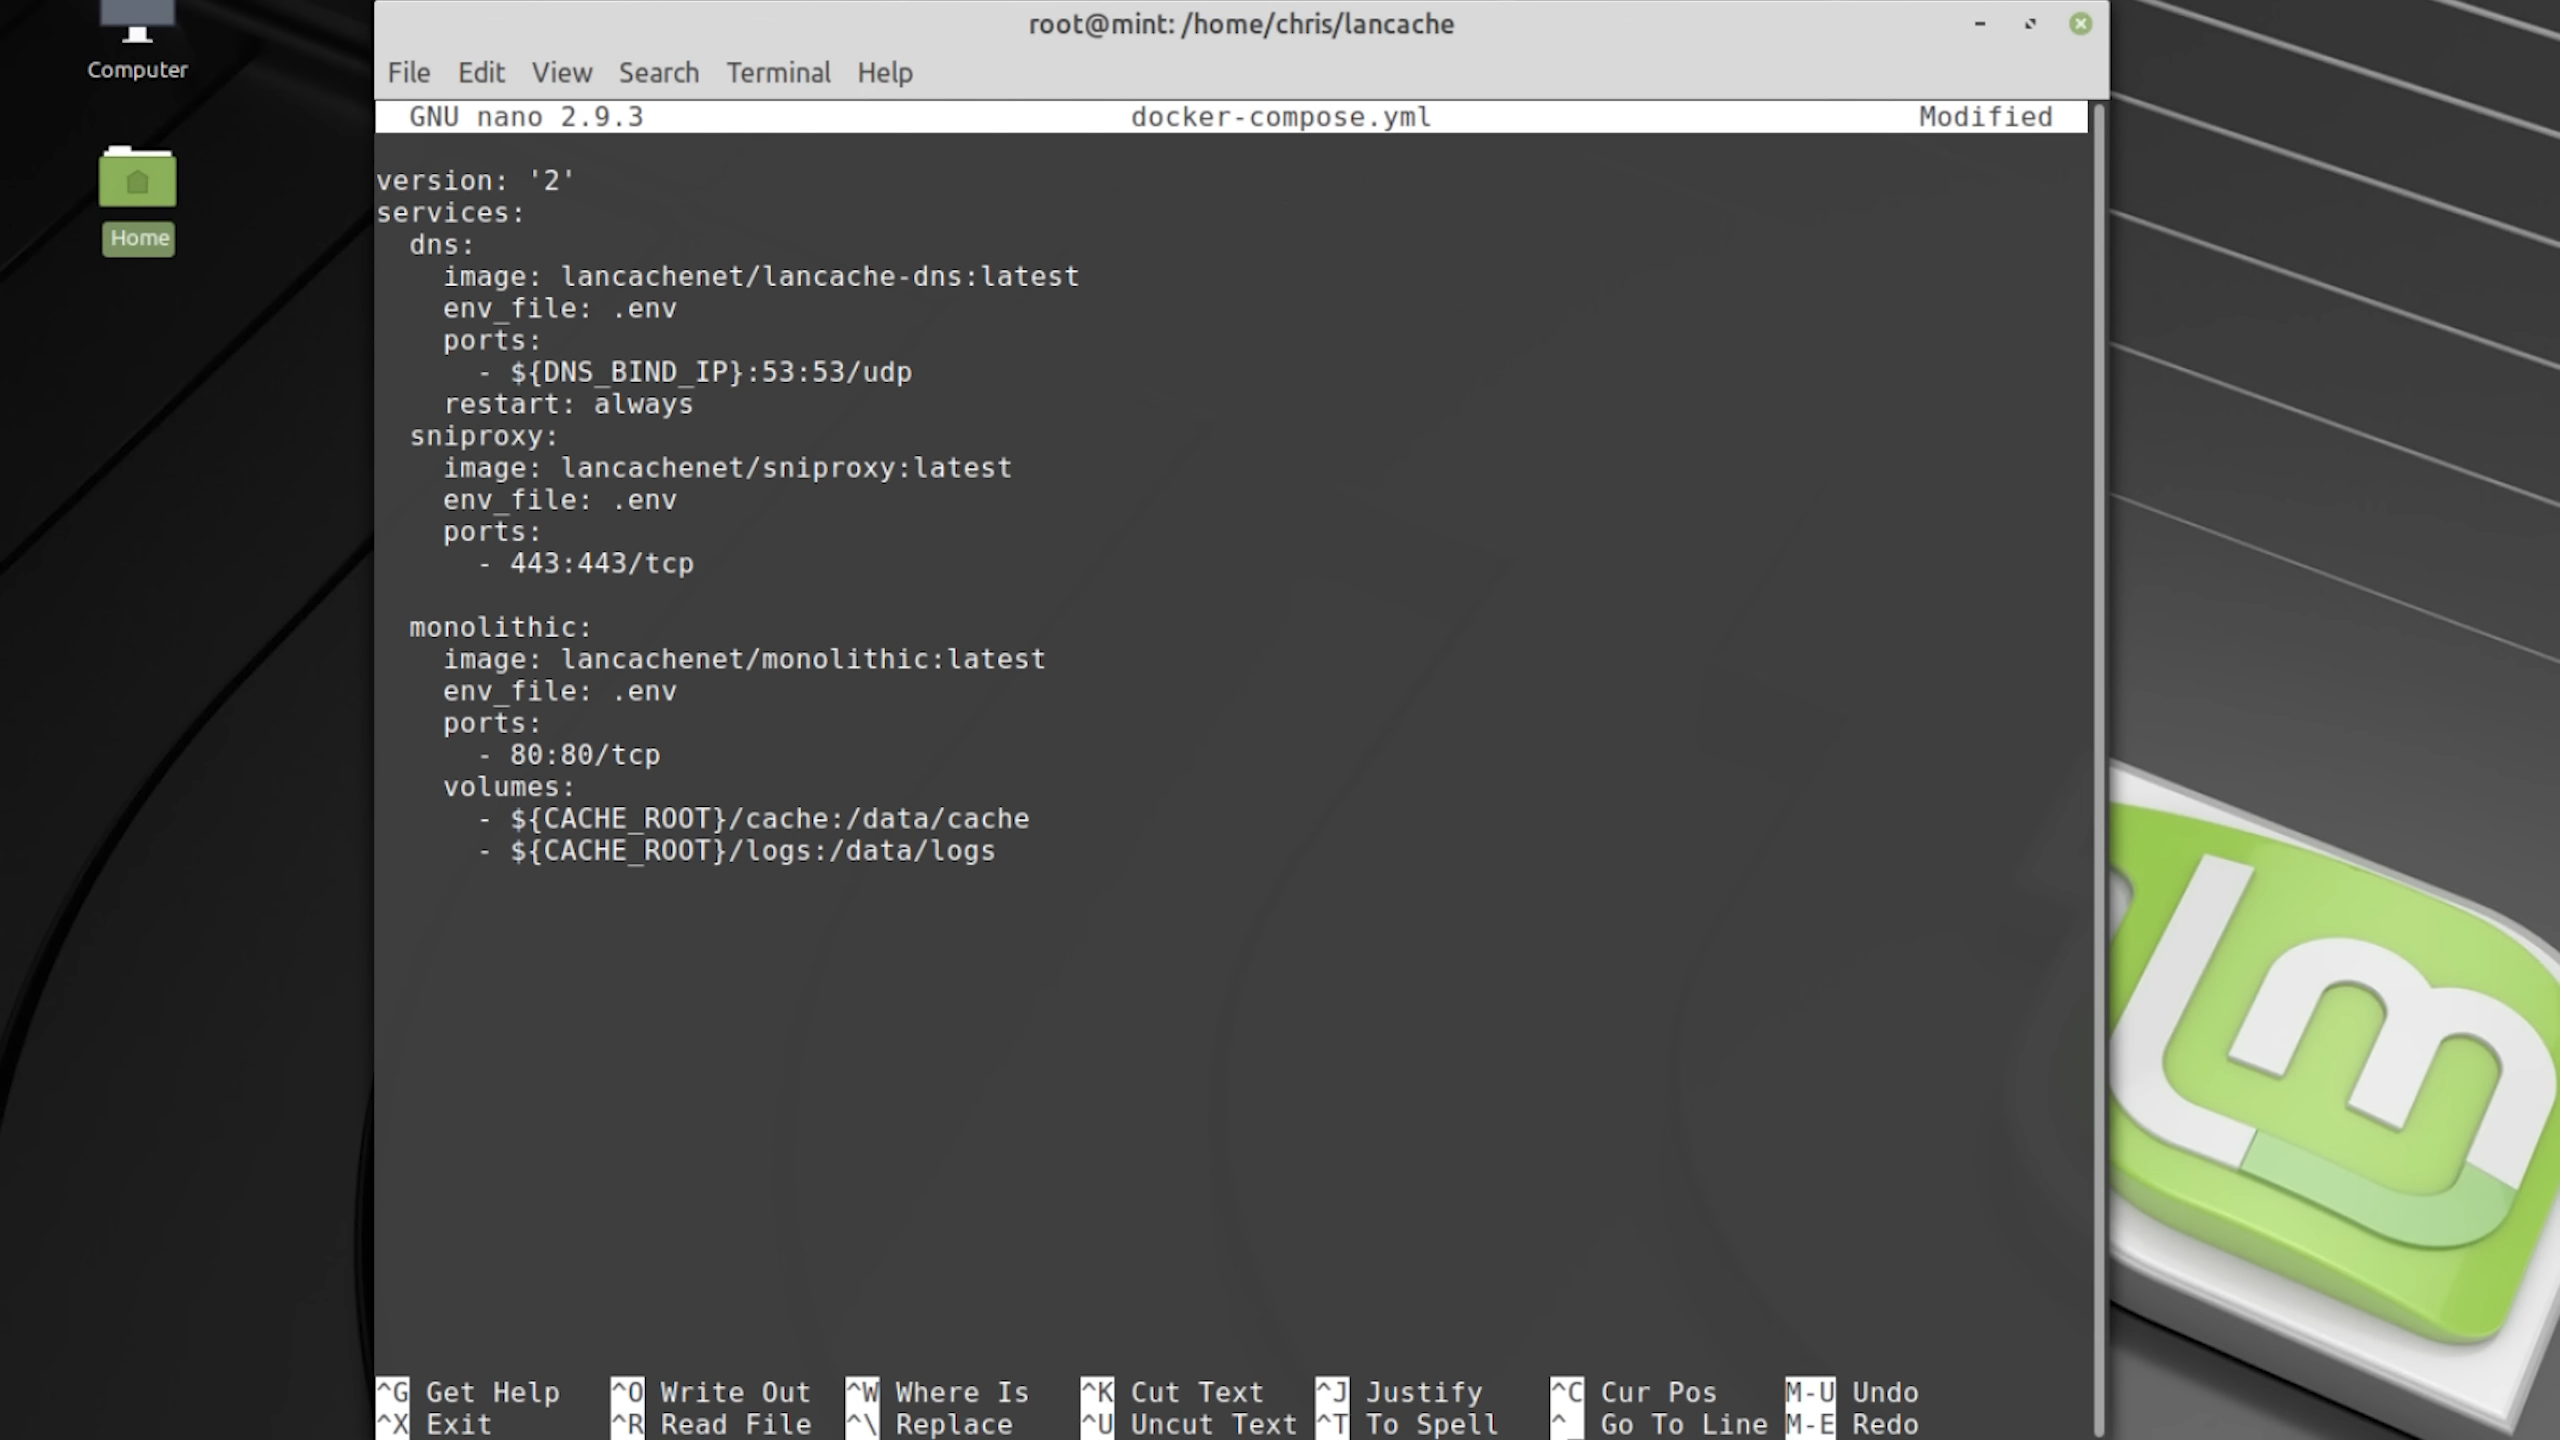 Computer
Home
root@mint: /home/chris/lancache
File Edit View Search Terminal Help
GNU nano 2.9.3 docker-compose.yml Modified
version: '2'
services:
  dns:
    image: lancachenet/lancache-dns:latest
    env_file: .env
    ports:
      - ${DNS_BIND_IP}:53:53/udp
    restart: always
  sniproxy:
    image: lancachenet/sniproxy:latest
    env_file: .env
    ports:
      - 443:443/tcp
  monolithic:
    image: lancachenet/monolithic:latest
    env_file: .env
    ports:
      - 80:80/tcp
    volumes:
      - ${CACHE_ROOT}/cache:/data/cache
      - ${CACHE_ROOT}/logs:/data/logs
^G Get Help ^O Write Out ^W Where Is ^K Cut Text ^J Justify ^C Cur Pos M-U Undo
^X Exit ^R Read File ^\ Replace ^U Uncut Text ^T To Spell ^_ Go To Line M-E Redo